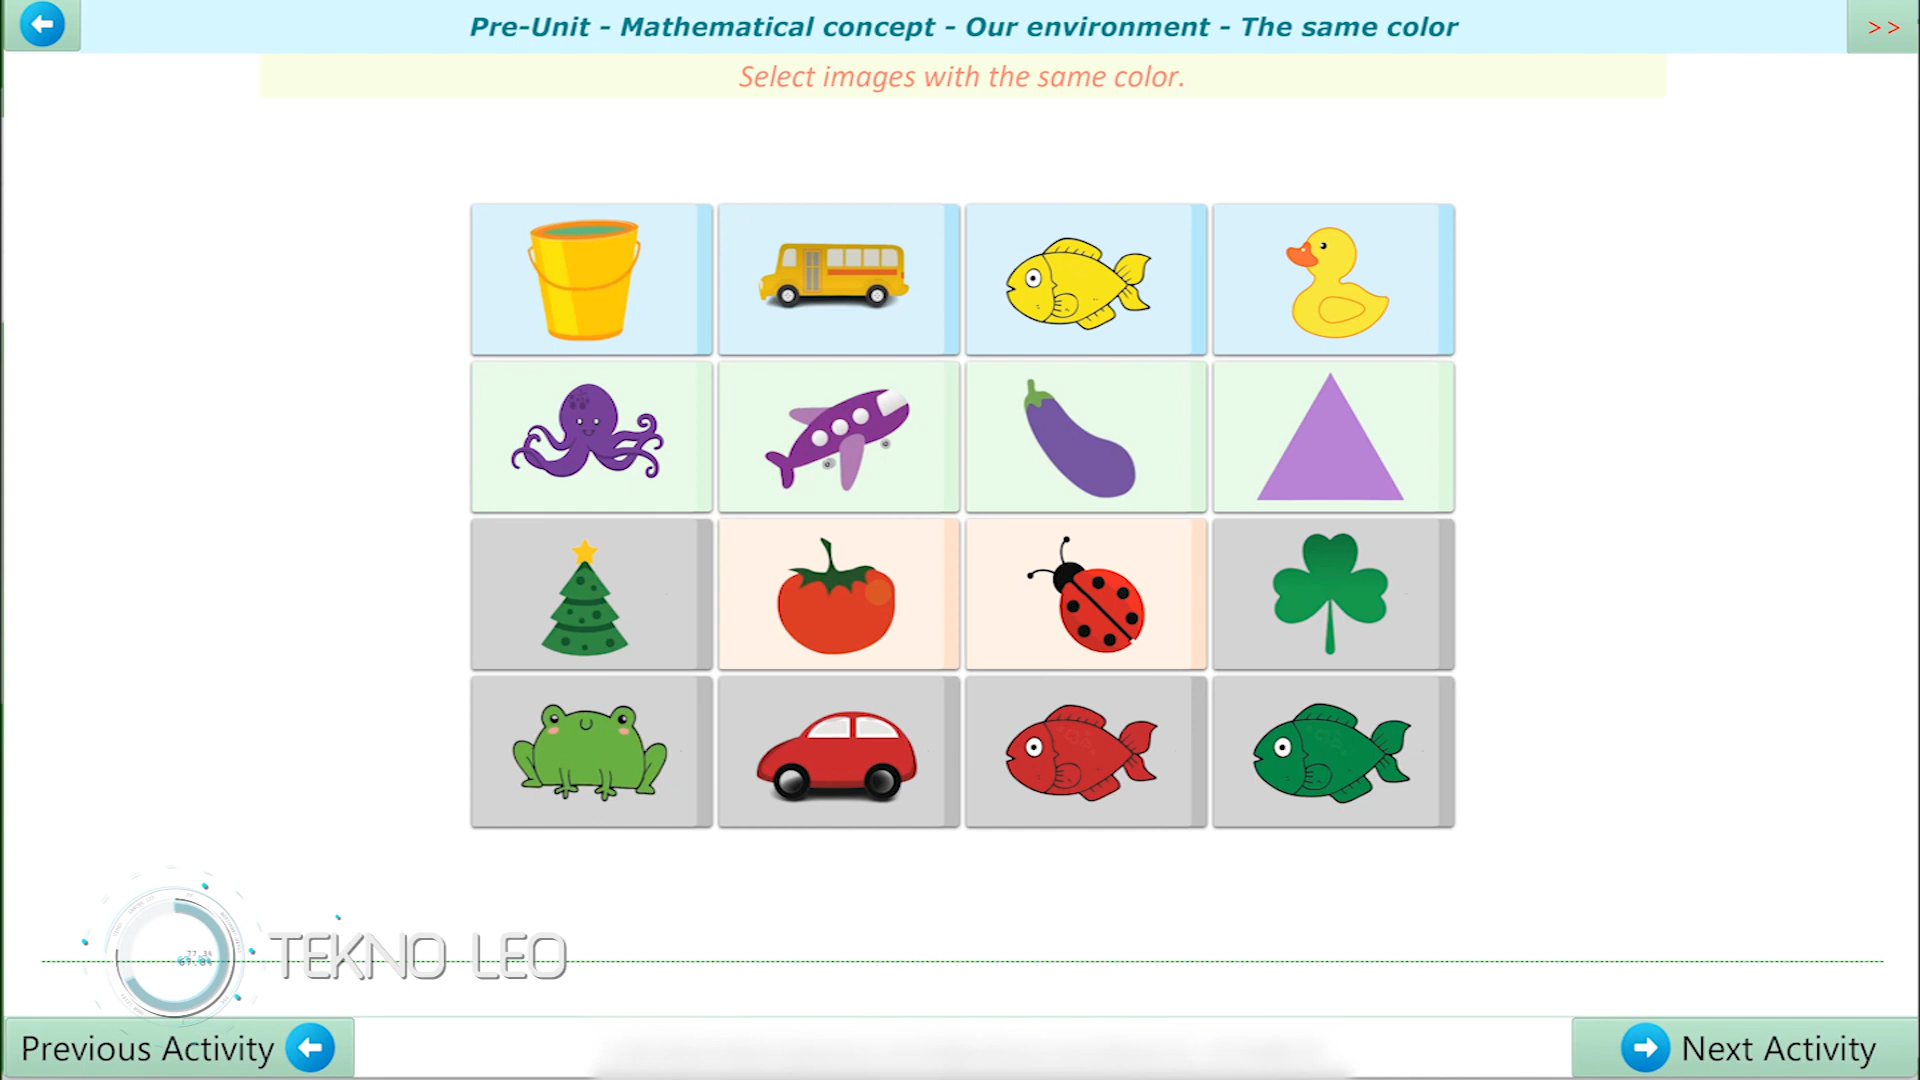 Pre-Unit - Mathematical concept - Our environment - The same color
>>
Select images with the same color.
TEKNO LEO
Previous Activity
Next Activity